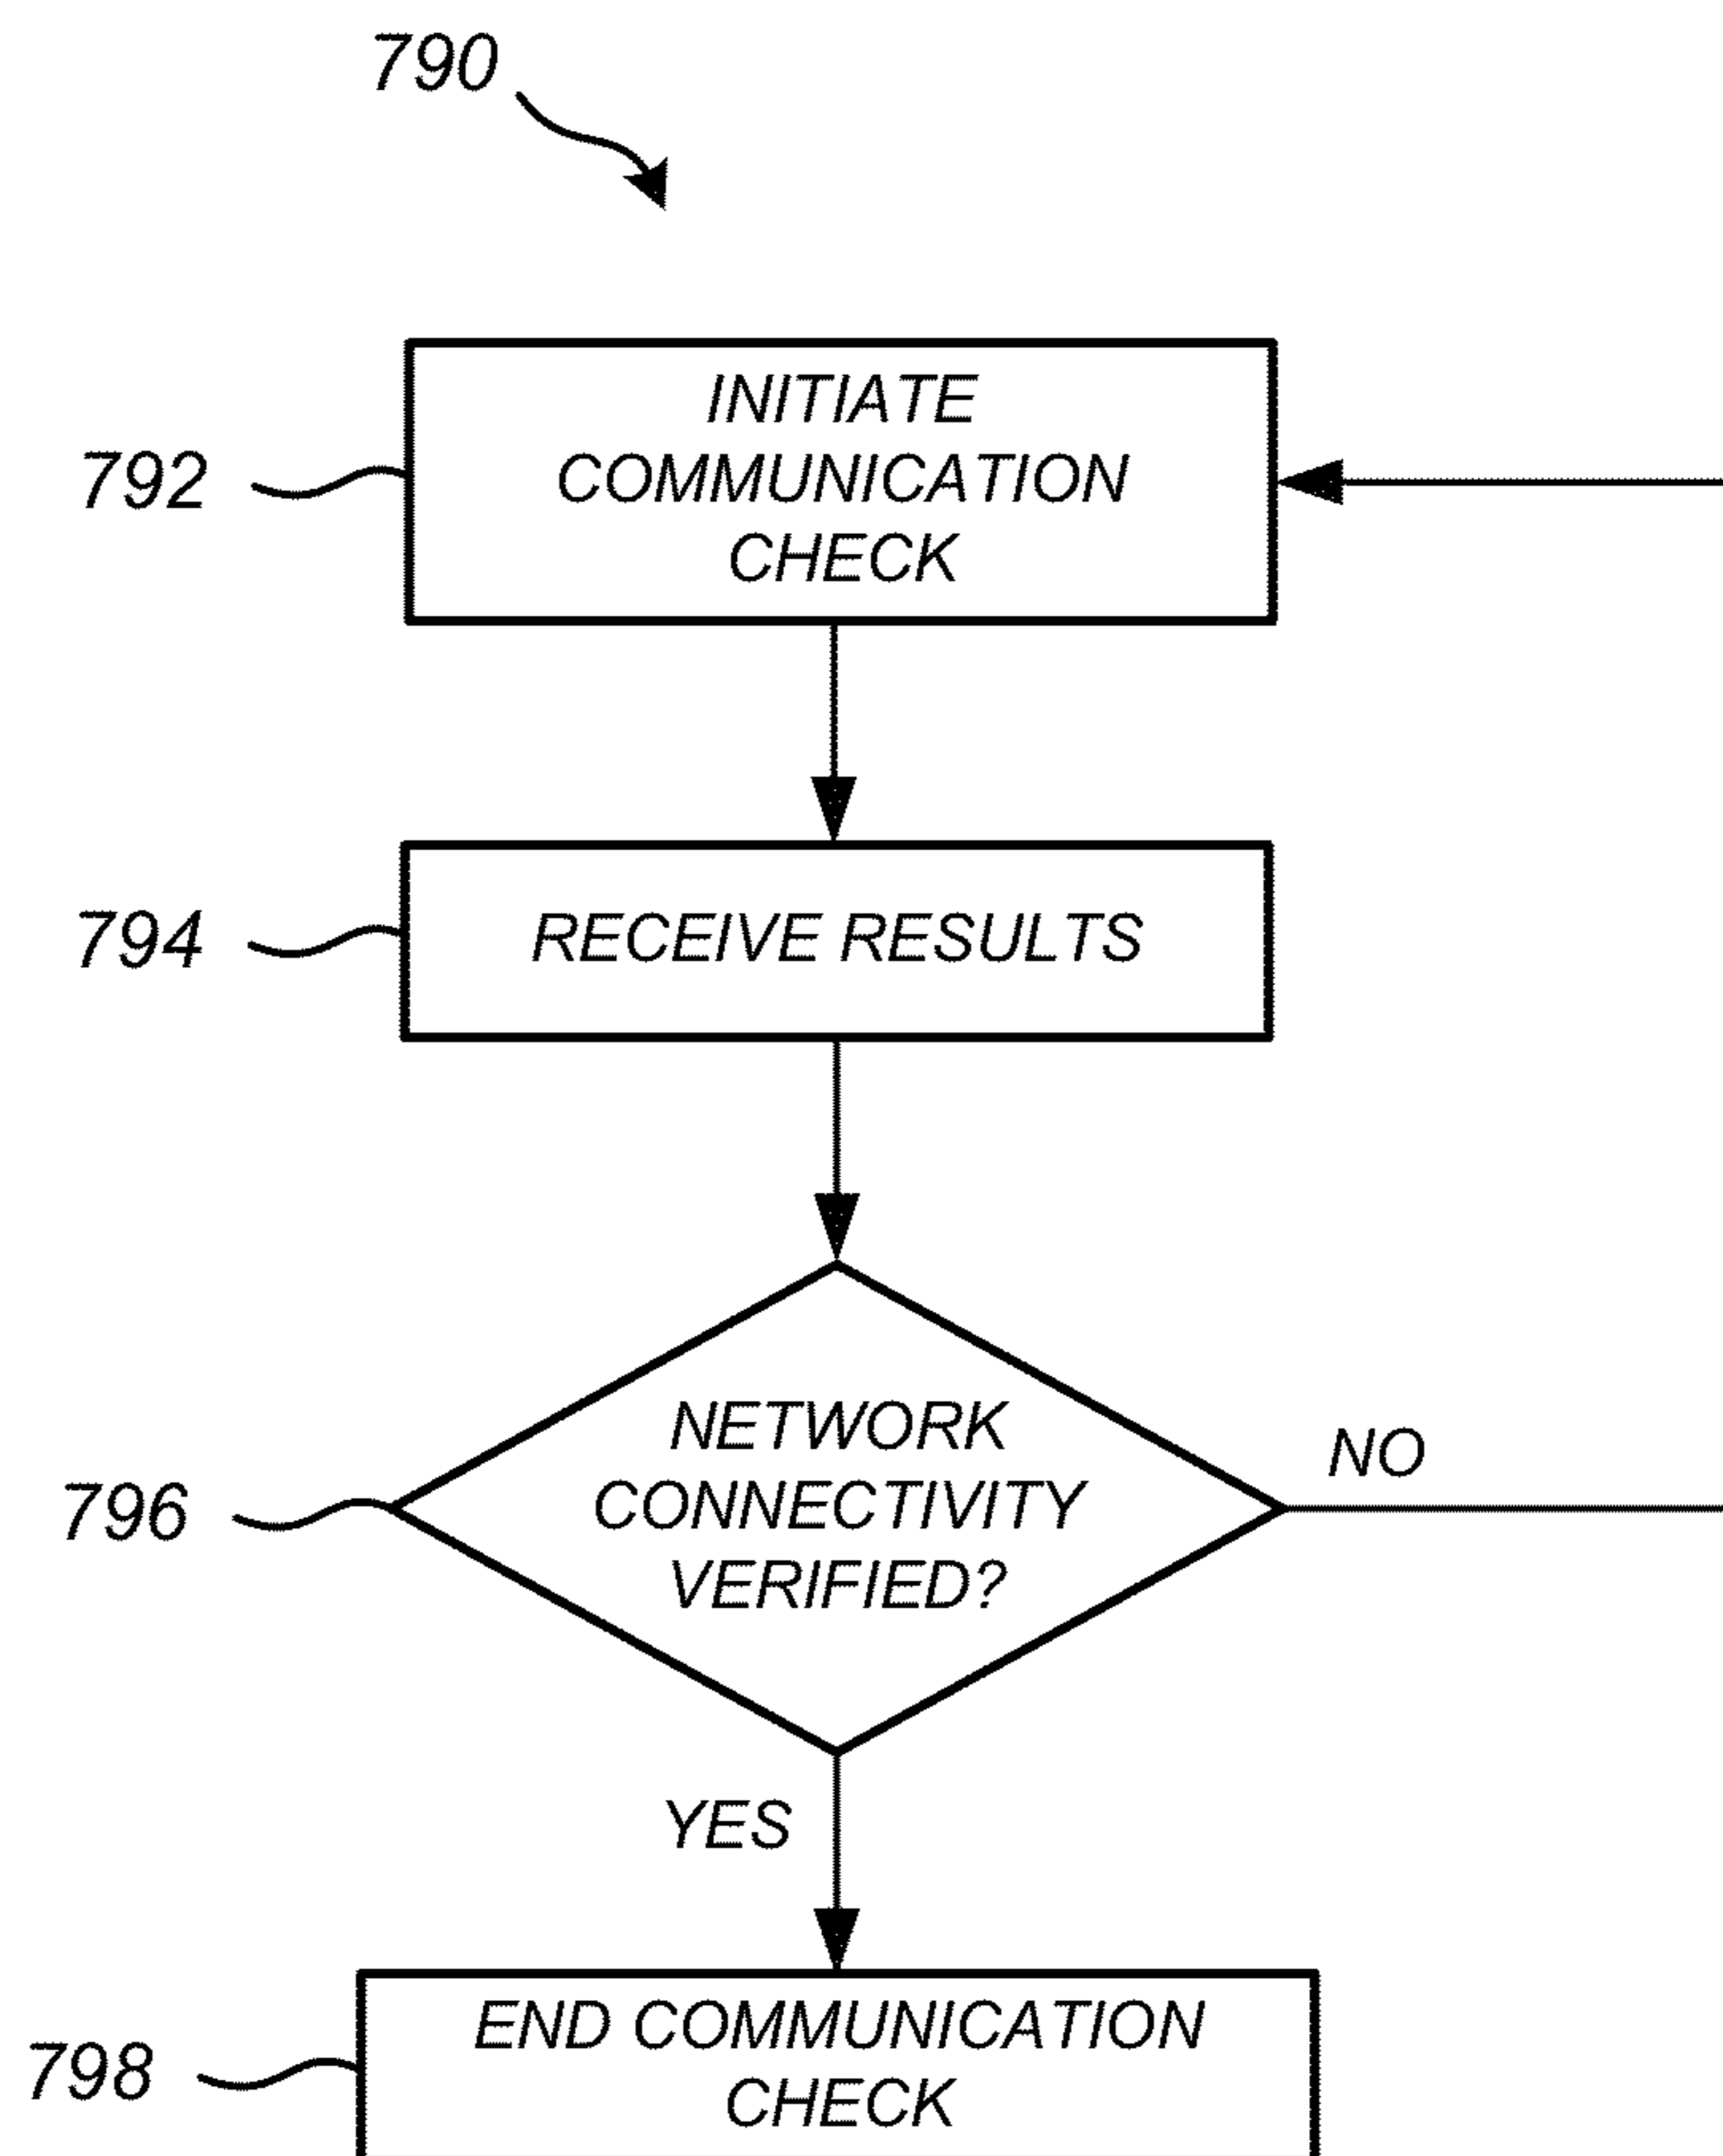 790
INITIATE
COMMUNICATION
CHECK
792
RECEIVE RESULTS
794
NETWORK
CONNECTIVITY
VERIFIED?
NO
796
YES
END COMMUNICATION
CHECK
798